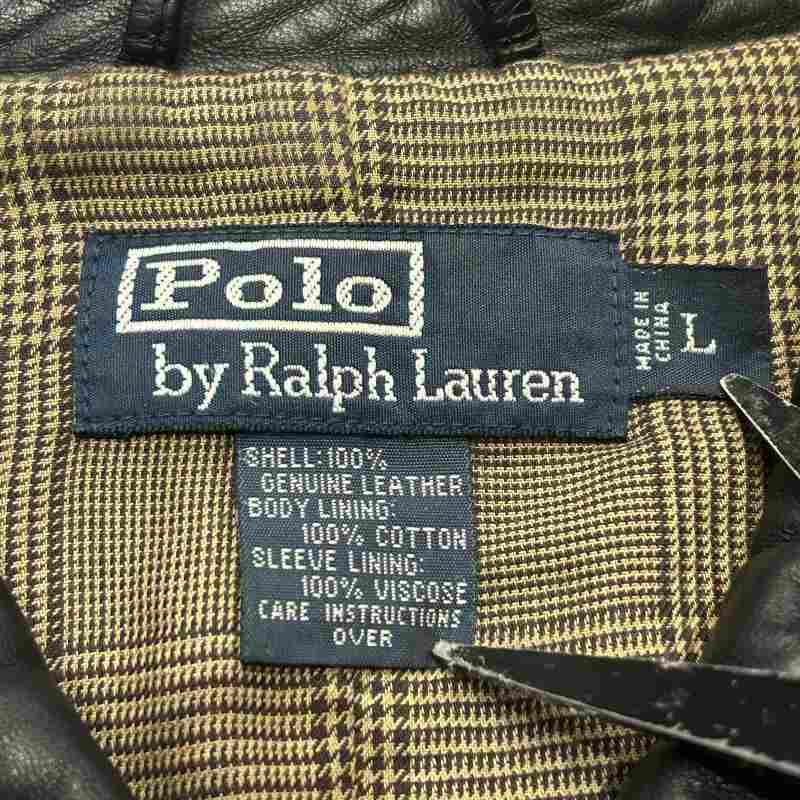 Polo
by Ralph Lauren
MADE IN
CHINA
L
SHELL:100%
GENUINE LEATHER
BODY LINING:
100% COTTON
SLEEVE LINING:
100% VISCOSE
CARE INSTRUCTIONS
OVER